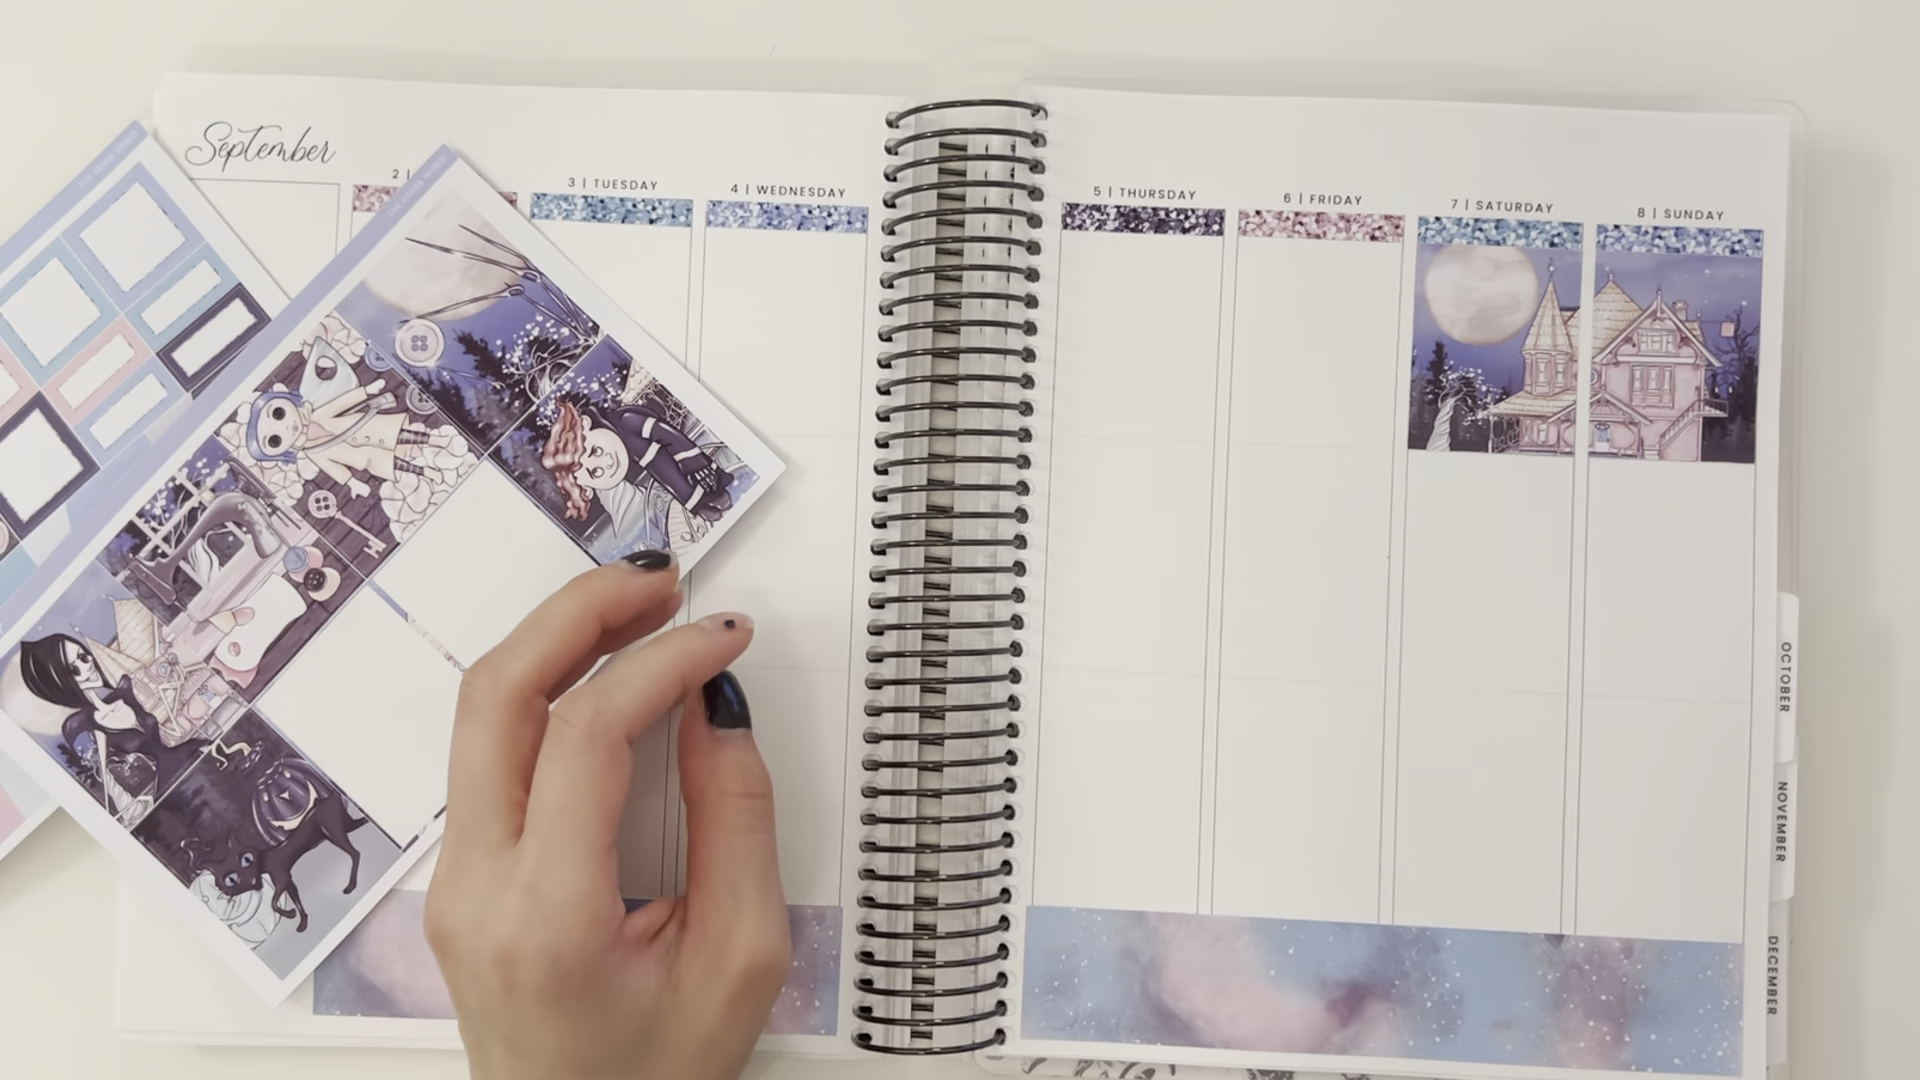 September
2 |
3 | TUESDAY
4 | WEDNESDAY
5 | THURSDAY
6 | FRIDAY
7 | SATURDAY
8 | SUNDAY
OCTOBER
NOVEMBER
DECEMBER